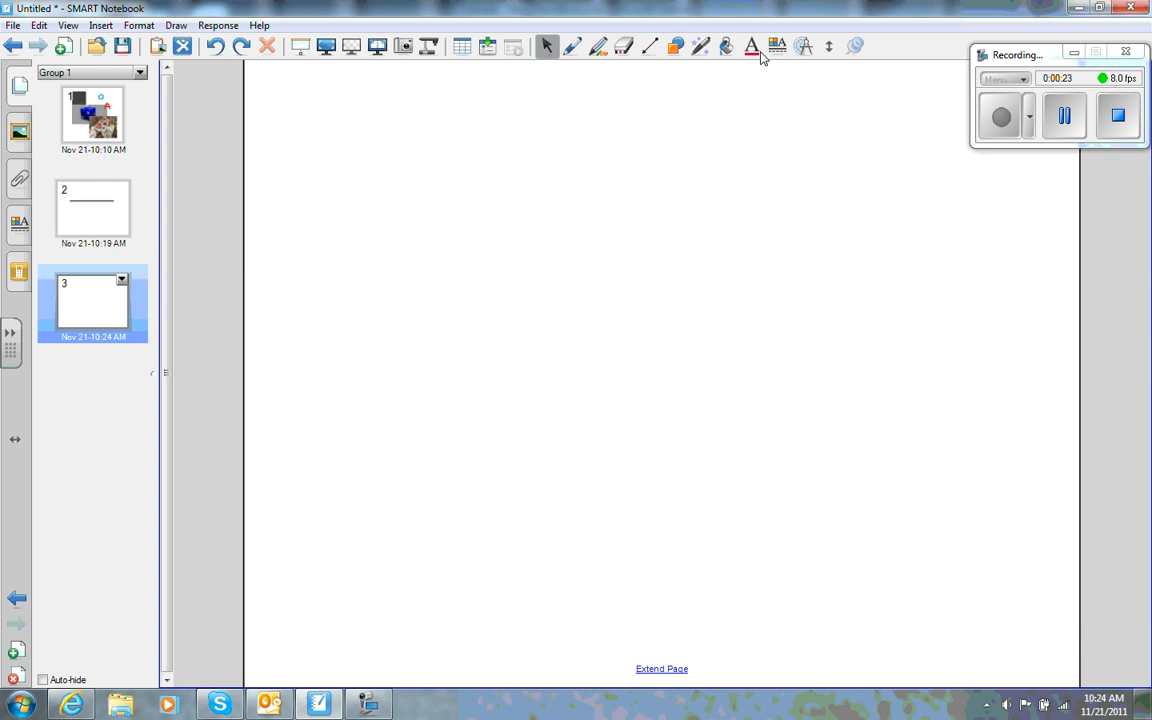 Untitled * - SMART Notebook
File Edit View Insert Format Draw Response Help
Recording...
Menu 0:00:23 8.0 fps
Group 1
1
A
Nov 21-10:10 AM
2
Nov 21-10:19 AM
3
Nov 21-10:24 AM
Extend Page
Auto-hide
10:24 AM
11/21/2011